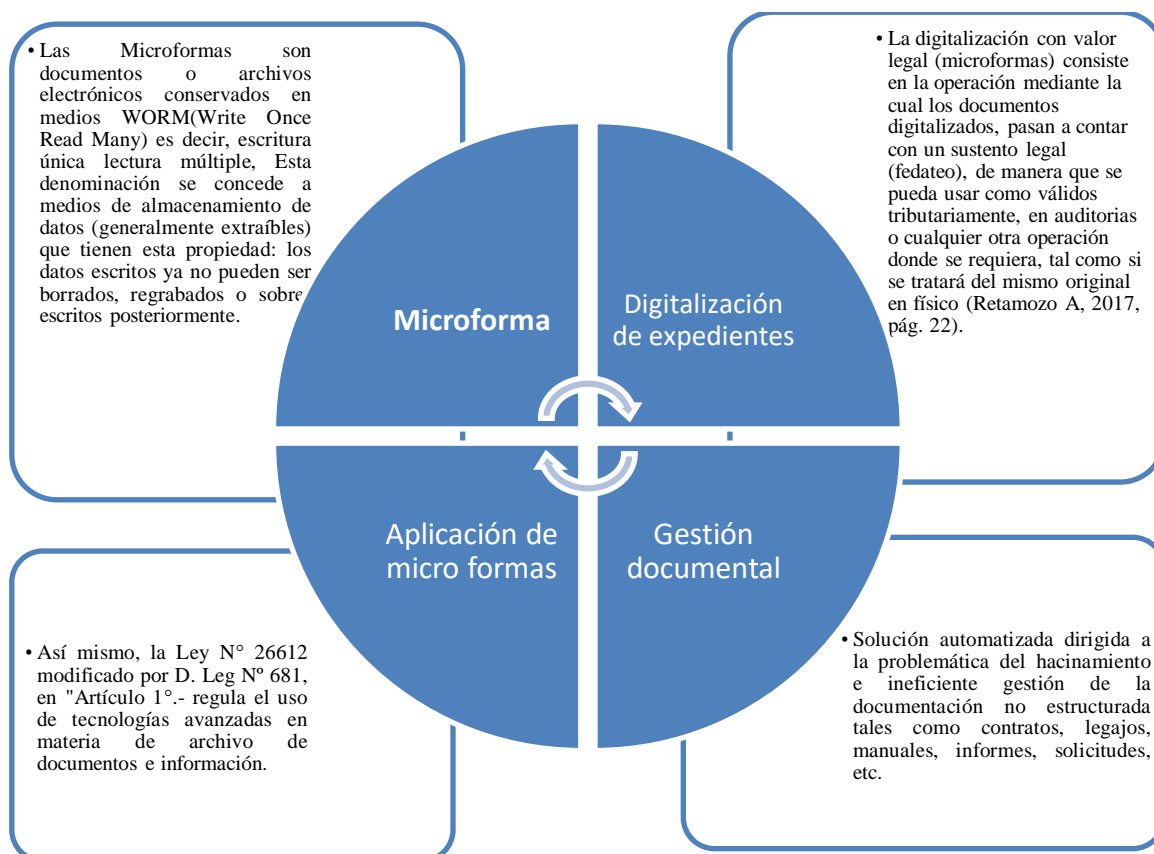 • Las Microformas son
documentos o archivos
electrónicos conservados en
medios WORM(Write Once
Read Many) es decir, escritura
única lectura múltiple, Esta
denominación se concede a
medios de almacenamiento de
datos (generalmente extraíbles)
que tienen esta propiedad: los
datos escritos ya no pueden ser
borrados, regrabados o sobre
escritos posteriormente.
• La digitalización con valor
legal (microformas) consiste
en la operación mediante la
cual los documentos
digitalizados, pasan a contar
con un sustento legal
(fedateo), de manera que se
pueda usar como válidos
tributariamente, en auditorias
o cualquier otra operación
donde se requiera, tal como si
se tratará del mismo original
en físico (Retamozo A, 2017,
pág. 22).
Microforma
Digitalización
de expedientes
Aplicación de
micro formas
Gestión
documental
• Así mismo, la Ley N° 26612
modificado por D. Leg Nº 681,
en "Artículo 1°.- regula el uso
de tecnologías avanzadas en
materia de archivo de
documentos e información.
• Solución automatizada dirigida a
la problemática del hacinamiento
e ineficiente gestión de la
documentación no estructurada
tales como contratos, legajos,
manuales, informes, solicitudes,
etc.